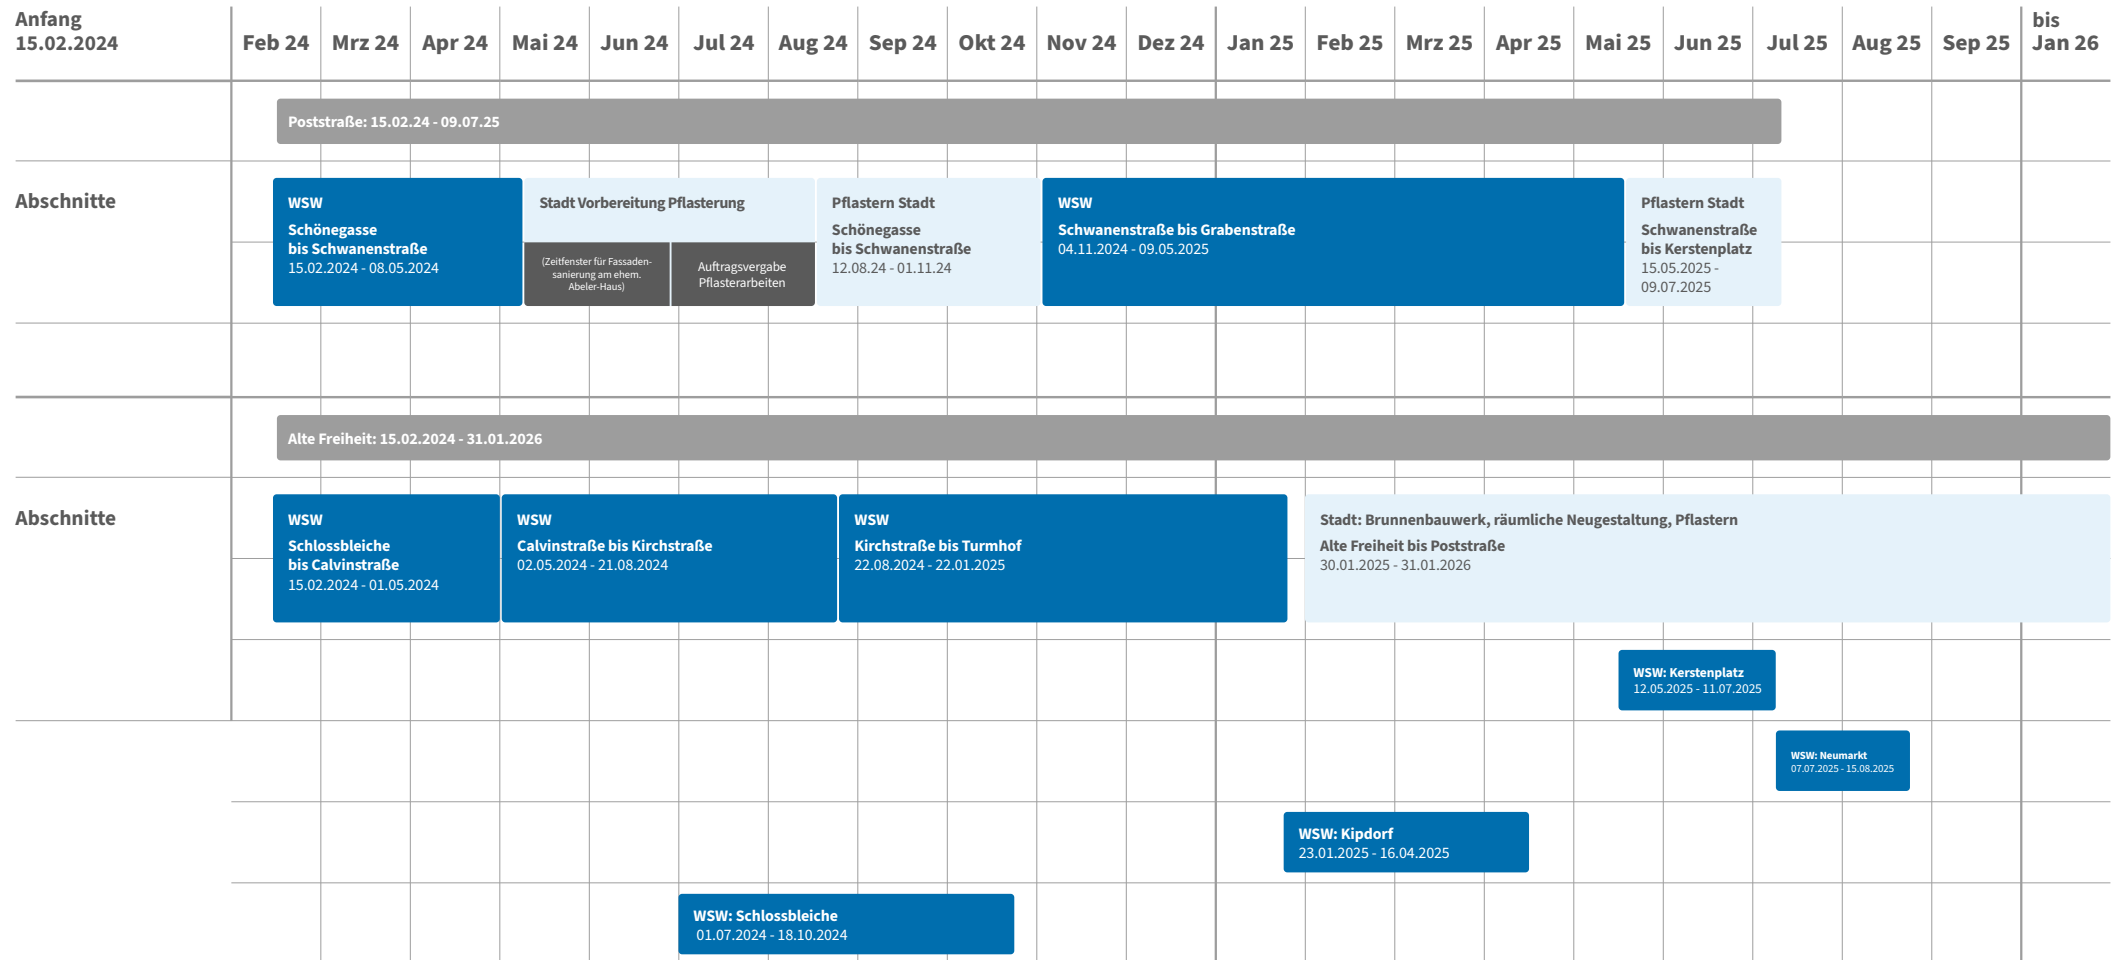 Anfang
15.02.2024
Feb 24
Mrz 24
Apr 24
Mai 24
Jun 24
Jul 24
Aug 24
Sep 24
Okt 24
Nov 24
Dez 24
Jan 25
Feb 25
Mrz 25
Apr 25
Mai 25
Jun 25
Jul 25
Aug 25
Sep 25
bis
Jan 26
Poststraße: 15.02.24 - 09.07.25
Abschnitte
WSW
Schönegasse
bis Schwanenstraße
15.02.2024 - 08.05.2024
Stadt Vorbereitung Pflasterung
(Zeitfenster für Fassaden-
sanierung am ehem.
Abeler-Haus)
Auftragsvergabe
Pflasterarbeiten
Pflastern Stadt
Schönegasse
bis Schwanenstraße
12.08.24 - 01.11.24
WSW
Schwanenstraße bis Grabenstraße
04.11.2024 - 09.05.2025
Pflastern Stadt
Schwanenstraße
bis Kerstenplatz
15.05.2025 -
09.07.2025
Alte Freiheit: 15.02.2024 - 31.01.2026
Abschnitte
WSW
Schlossbleiche
bis Calvinstraße
15.02.2024 - 01.05.2024
WSW
Calvinstraße bis Kirchstraße
02.05.2024 - 21.08.2024
WSW
Kirchstraße bis Turmhof
22.08.2024 - 22.01.2025
Stadt: Brunnenbauwerk, räumliche Neugestaltung, Pflastern
Alte Freiheit bis Poststraße
30.01.2025 - 31.01.2026
WSW: Kerstenplatz
12.05.2025 - 11.07.2025
WSW: Neumarkt
07.07.2025 - 15.08.2025
WSW: Kipdorf
23.01.2025 - 16.04.2025
WSW: Schlossbleiche
01.07.2024 - 18.10.2024